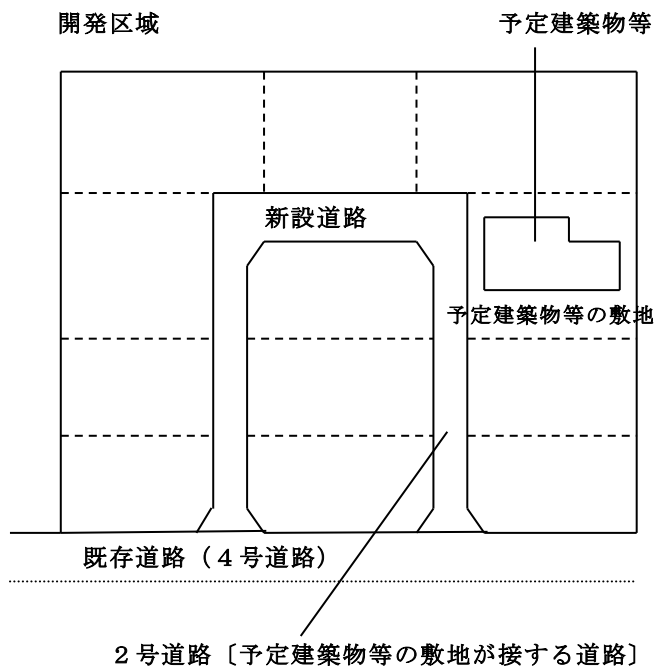 開発区域
予定建築物等
新設道路
予定建築物等の敷地
既存道路（４号道路）
２号道路〔予定建築物等の敷地が接する道路〕